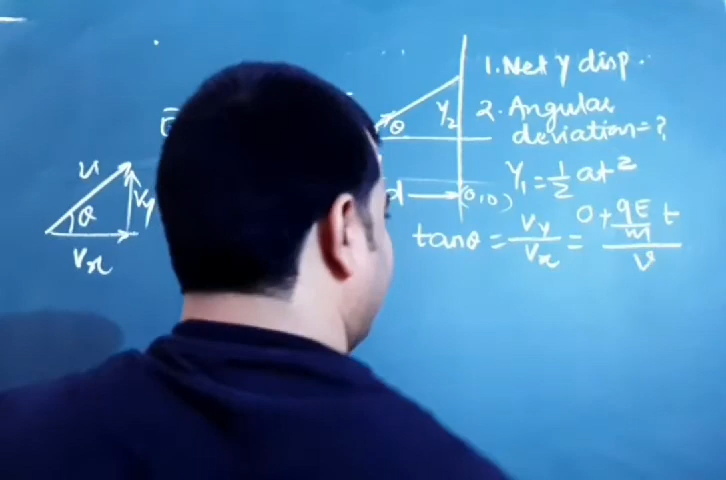 1. Net y disp.
2. Angular
deviation=?
θ
y2
d
(0,0)
Y1 = 1/2 at²
tanθ = Vy/Vx = (0 + qE/m t)/v
u
θ
Vy
Vx